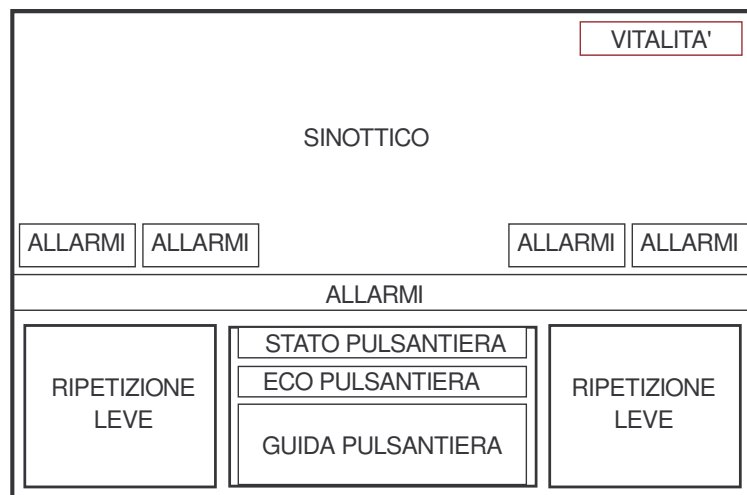 VITALITA'
SINOTTICO
ALLARMI
ALLARMI
ALLARMI
ALLARMI
ALLARMI
RIPETIZIONE
LEVE
STATO PULSANTIERA
ECO PULSANTIERA
GUIDA PULSANTIERA
RIPETIZIONE
LEVE